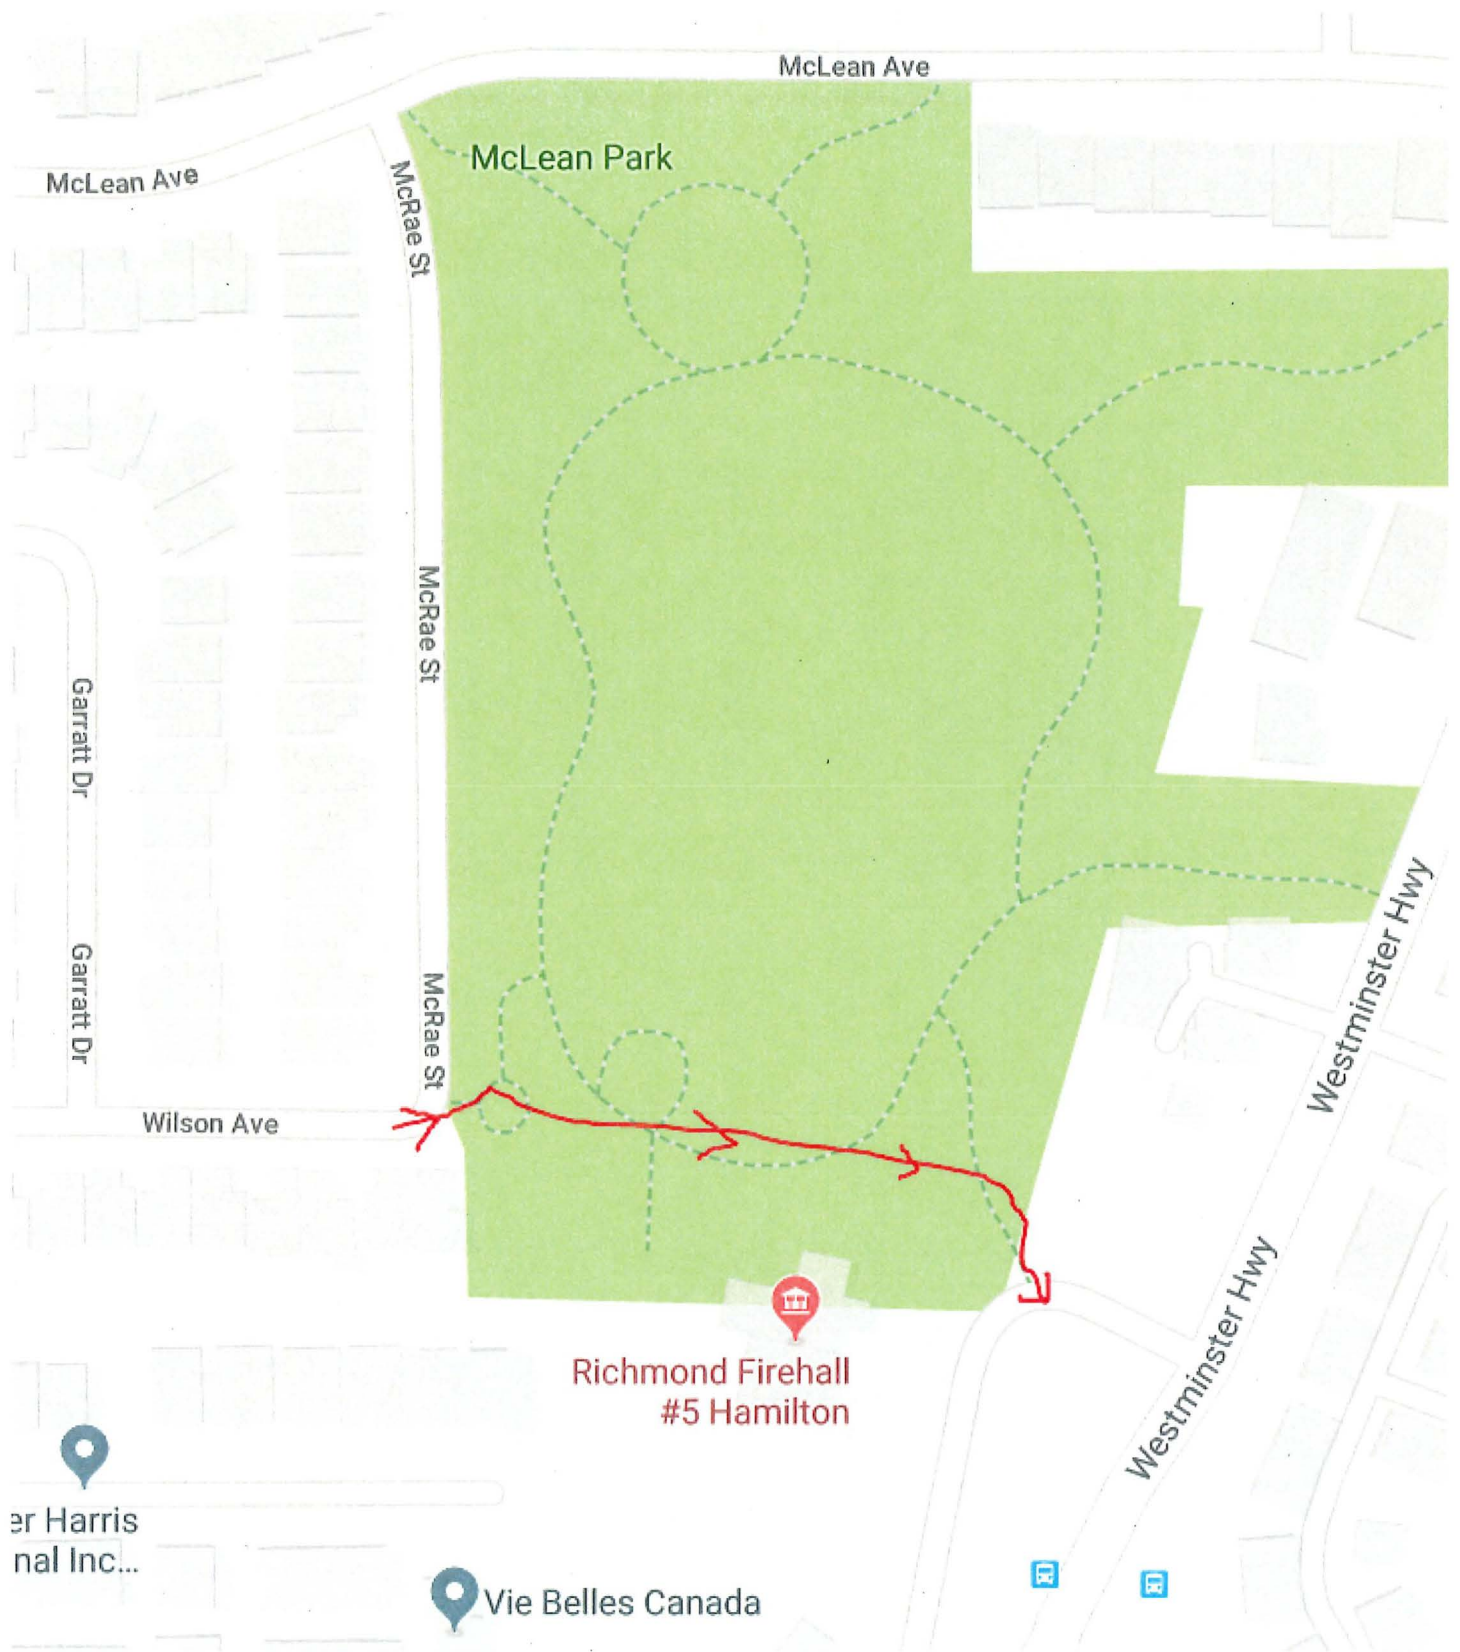 McLean Ave
McLean Park
McLean Ave
McRae St
McRae St
Garratt Dr
Westminster Hwy
Garratt Dr
McRae St
Wilson Ave
Westminster Hwy
Richmond Firehall
#5 Hamilton
er Harris
nal Inc...
Vie Belles Canada